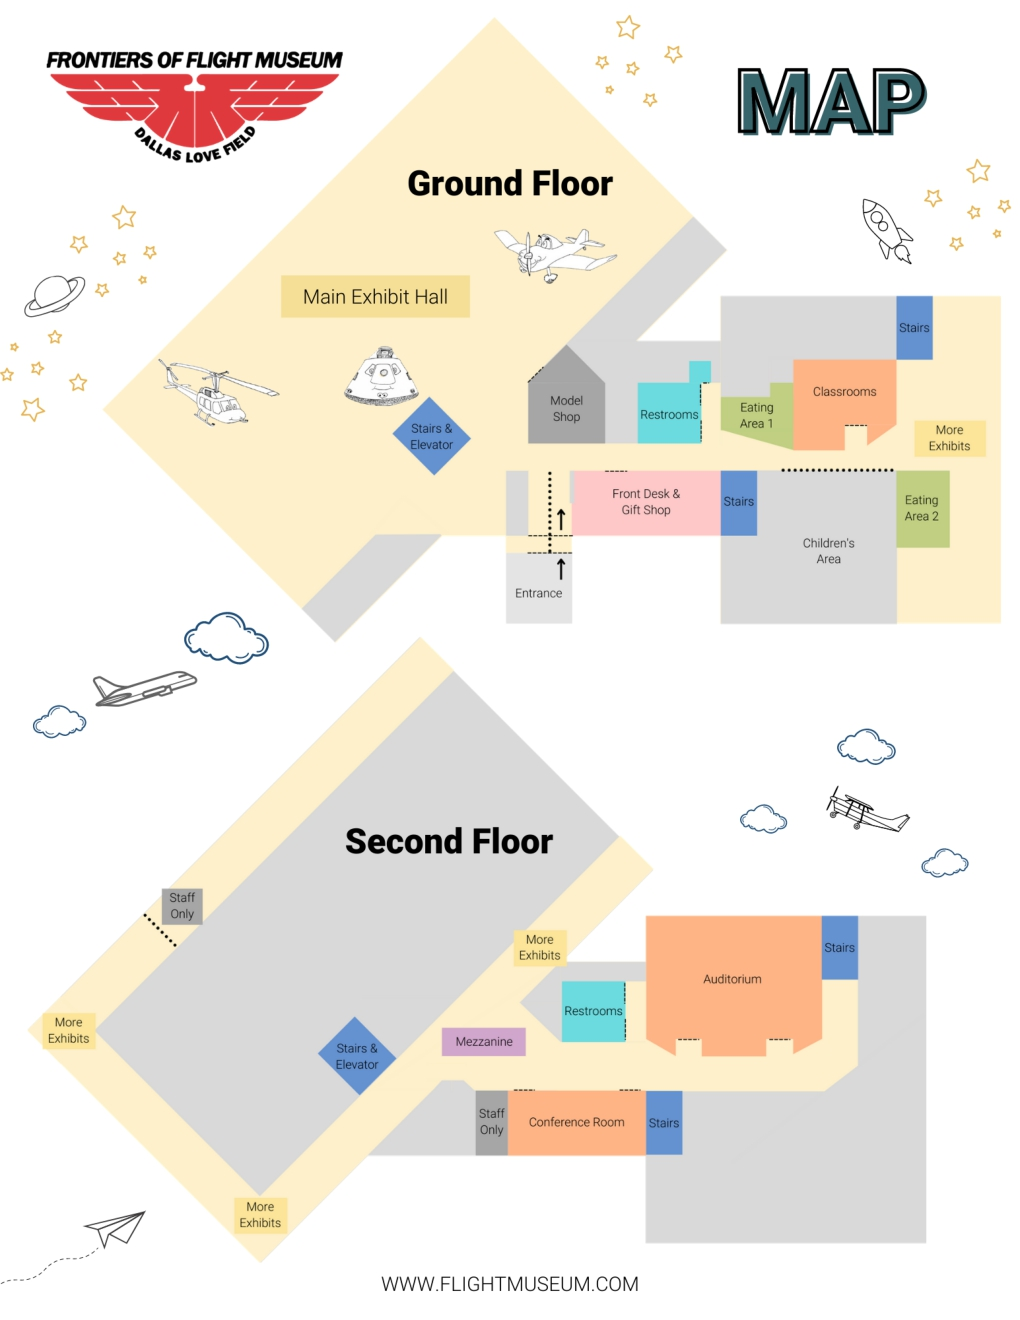 FRONTIERS OF FLIGHT MUSEUM
DALLAS LOVE FIELD
MAP
Ground Floor
Main Exhibit Hall
Stairs
Classrooms
Model
Shop
Restrooms
Eating
Area 1
Stairs &
Elevator
More
Exhibits
Front Desk &
Gift Shop
Stairs
Eating
Area 2
Children's
Area
Entrance
Second Floor
Staff
Only
More
Exhibits
Stairs
Auditorium
Restrooms
More
Exhibits
Mezzanine
Stairs &
Elevator
Staff
Only
Conference Room
Stairs
More
Exhibits
WWW.FLIGHTMUSEUM.COM